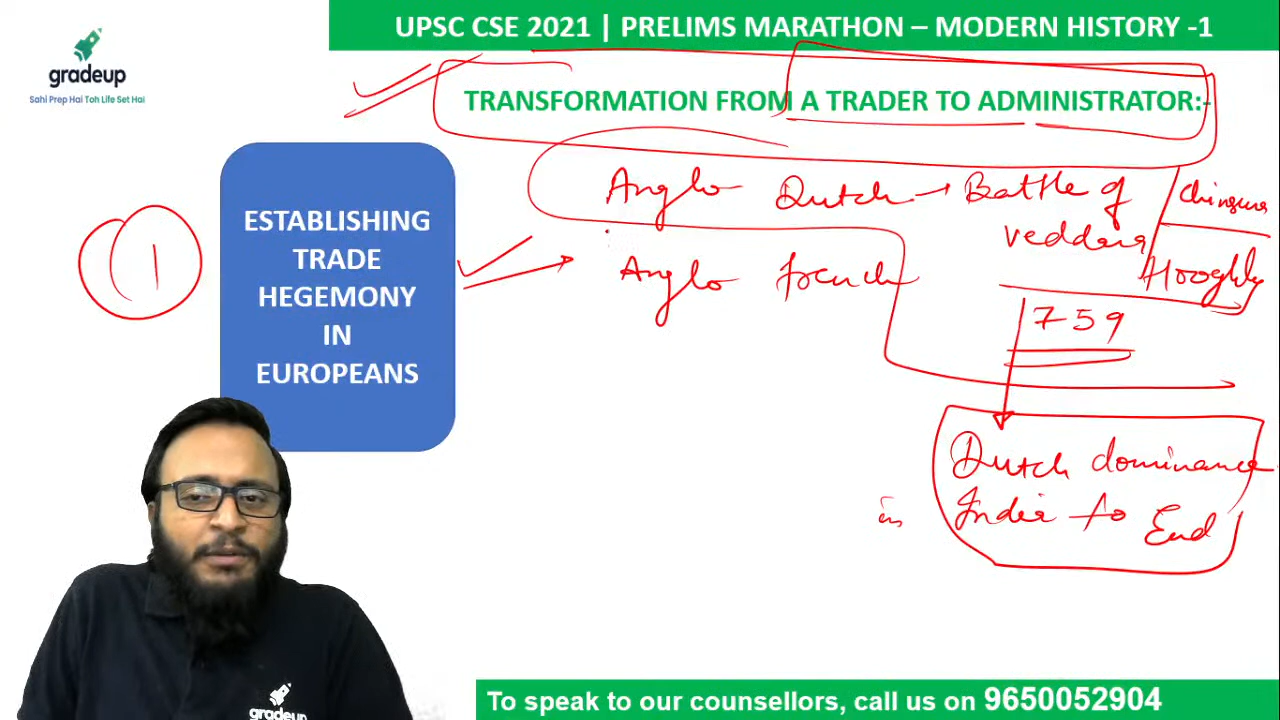 UPSC CSE 2021 | PRELIMS MARATHON – MODERN HISTORY -1
gradeup
Sahi Prep Hai Toh Life Set Hai
TRANSFORMATION FROM A TRADER TO ADMINISTRATOR:-
ESTABLISHING
TRADE
HEGEMONY
IN
EUROPEANS
1
Anglo Dutch → Battle of
veddara
Chinsura
Hooghly
Anglo french
1759
Dutch dominance
in India to End
gradeup
To speak to our counsellors, call us on 9650052904